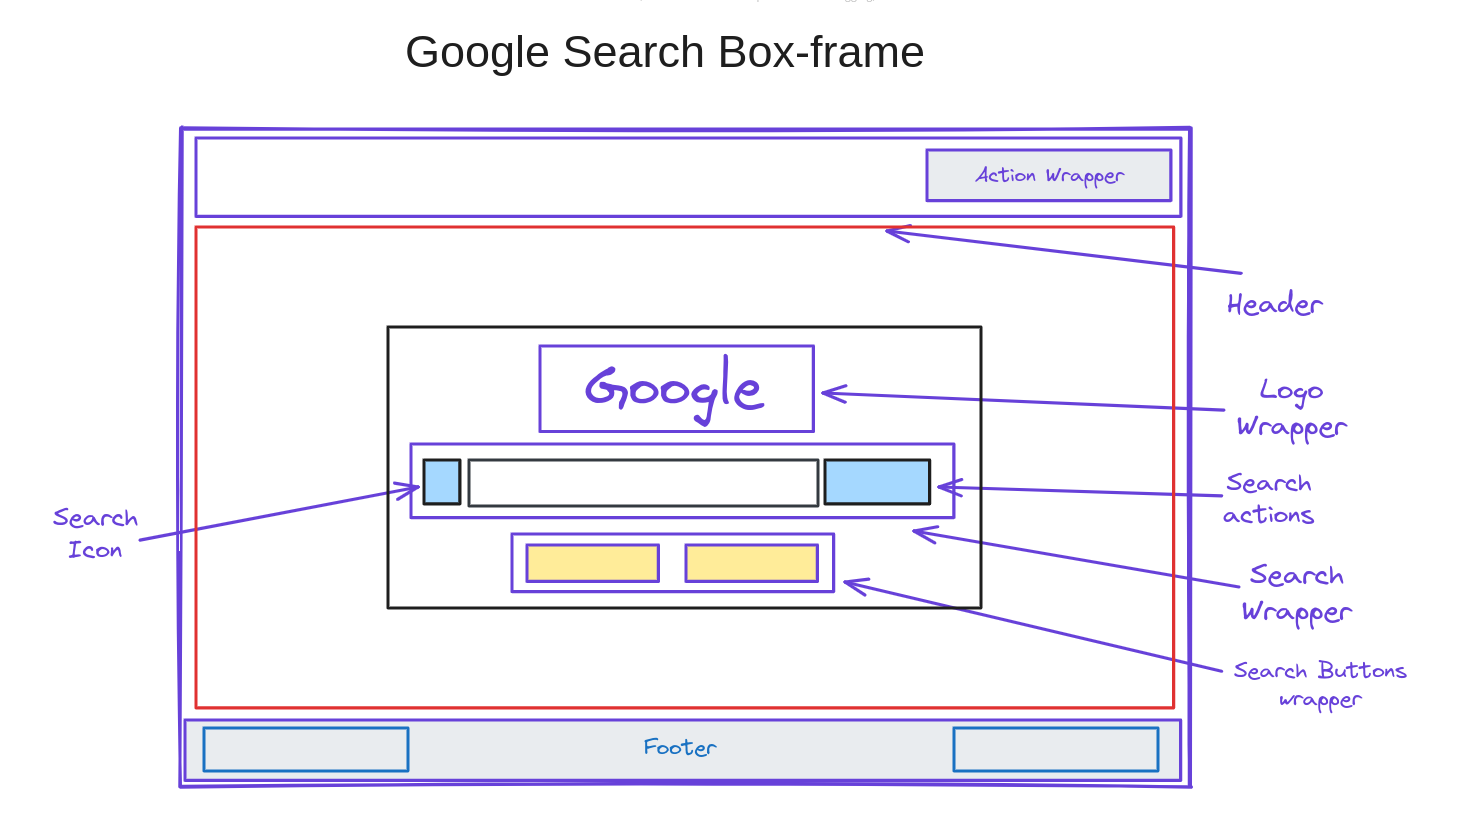 Google Search Box-frame
Action Wrapper
Header
Google
Logo
Wrapper
Search
actions
Search
Icon
Search
Wrapper
Search Buttons
wrapper
Footer